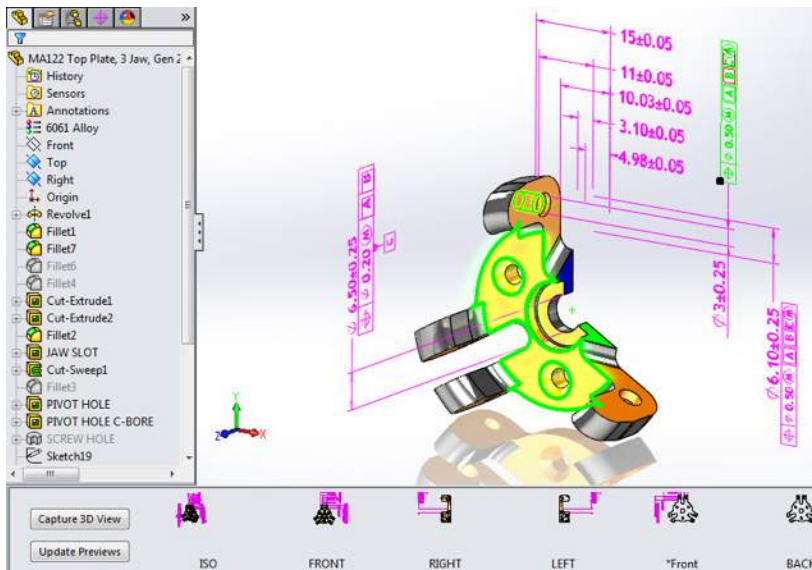 »
MA122 Top Plate, 3 Jaw, Gen 2
History
Sensors
Annotations
6061 Alloy
Front
Top
Right
Origin
Revolve1
Fillet1
Fillet7
Fillet6
Fillet4
Cut-Extrude1
Cut-Extrude2
Fillet2
JAW SLOT
Cut-Sweep1
Fillet3
PIVOT HOLE
PIVOT HOLE C-BORE
SCREW HOLE
Sketch19
15±0.05
11±0.05
10.03±0.05
3.10±0.05
4.98±0.05
∅ 6.50±0.25
⌖ ∅ 0.20 Ⓜ A B
∅3±0.25
∅6.10±0.25
Y
Z
X
Capture 3D View
Update Previews
ISO
FRONT
RIGHT
LEFT
*Front
BACK